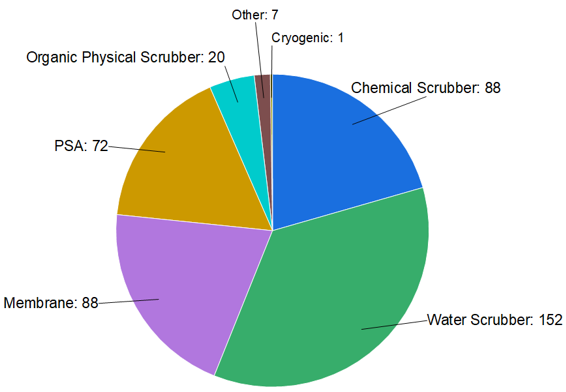 Other: 7
Cryogenic: 1
Organic Physical Scrubber: 20
Chemical Scrubber: 88
PSA: 72
Membrane: 88
Water Scrubber: 152